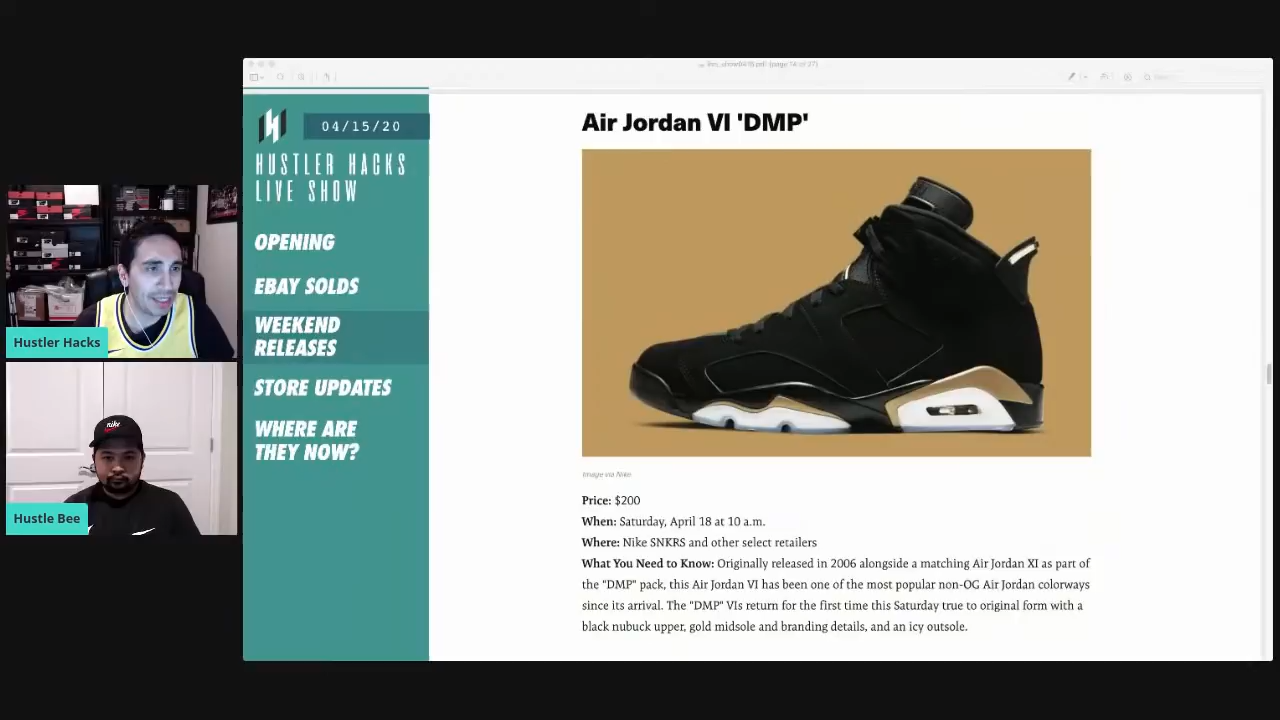 04/15/20
HUSTLER HACKS
LIVE SHOW
OPENING
EBAY SOLDS
WEEKEND
RELEASES
STORE UPDATES
WHERE ARE
THEY NOW?
Hustler Hacks
nike
Hustle Bee
Air Jordan VI 'DMP'
Image via Nike
Price: $200
When: Saturday, April 18 at 10 a.m.
Where: Nike SNKRS and other select retailers
What You Need to Know: Originally released in 2006 alongside a matching Air Jordan XI as part of
the "DMP" pack, this Air Jordan VI has been one of the most popular non-OG Air Jordan colorways
since its arrival. The "DMP" VIs return for the first time this Saturday true to original form with a
black nubuck upper, gold midsole and branding details, and an icy outsole.